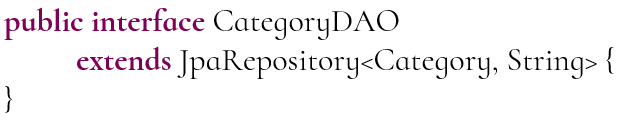 public interface CategoryDAO
extends JpaRepository<Category, String> {
}